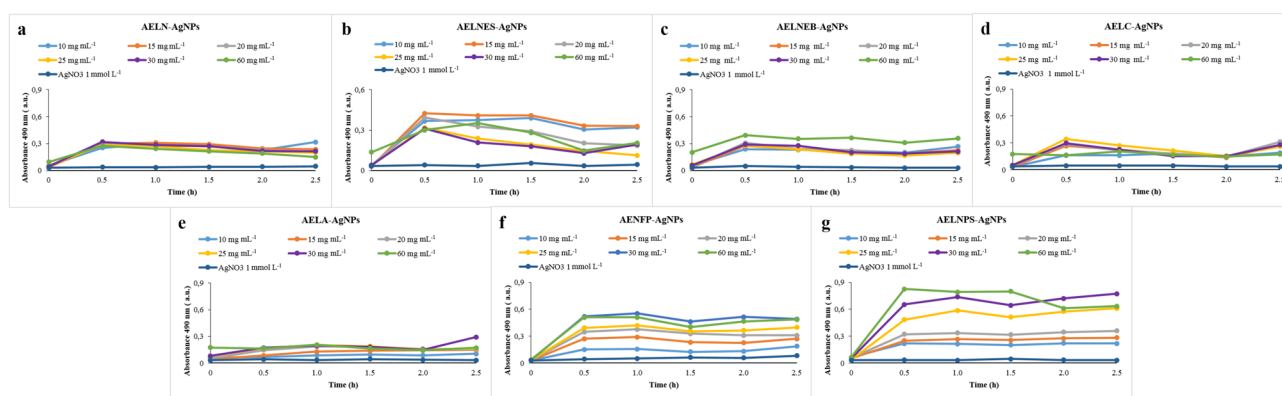 a
AELN-AgNPs
10 mg mL-1 15 mg mL-1 20 mg mL-1
25 mg mL-1 30 mg mL-1 60 mg mL-1
AgNO3 1 mmol L-1
Absorbance 490 nm ( a.u.)
0,9
0,6
0,3
0
0 0.5 1.0 1.5 2.0 2.5
Time (h)
b
AELNES-AgNPs
10 mg mL-1 15 mg mL-1 20 mg mL-1
25 mg mL-1 30 mg mL-1 60 mg mL-1
AgNO3 1 mmol L-1
Absorbance 490 nm ( a.u.)
0,6
0,3
0
0 0.5 1.0 1.5 2.0 2.5
Time (h)
c
AELNEB-AgNPs
10 mg mL-1 15 mg mL-1 20 mg mL-1
25 mg mL-1 30 mg mL-1 60 mg mL-1
AgNO3 1 mmol L-1
Absorbance 490 nm ( a.u.)
0,9
0,6
0,3
0
0 0.5 1.0 1.5 2.0 2.5
Time (h)
d
AELC-AgNPs
10 mg mL-1 15 mg mL-1 20 mg mL-1
25 mg mL-1 30 mg mL-1 60 mg mL-1
AgNO3 1 mmol L-1
Absorbance 490 nm ( a.u.)
0,9
0,6
0,3
0
0 0.5 1.0 1.5 2.0 2.5
Time (h)
e
AELA-AgNPs
10 mg mL-1 15 mg mL-1 20 mg mL-1
25 mg mL-1 30 mg mL-1 60 mg mL-1
AgNO3 1 mmol L-1
Absorbance 490 nm ( a.u.)
0,9
0,6
0,3
0
0 0.5 1.0 1.5 2.0 2.5
Time (h)
f
AENFP-AgNPs
10 mg mL-1 15 mg mL-1 20 mg mL-1
25 mg mL-1 30 mg mL-1 60 mg mL-1
AgNO3 1 mmol L-1
Absorbance 490 nm ( a.u.)
0,9
0,6
0,3
0
0 0.5 1.0 1.5 2.0 2.5
Time (h)
g
AELNPS-AgNPs
10 mg mL-1 15 mg mL-1 20 mg mL-1
25 mg mL-1 30 mg mL-1 60 mg mL-1
AgNO3 1 mmol L-1
Absorbance 490 nm ( a.u.)
0,9
0,6
0,3
0
0 0.5 1.0 1.5 2.0 2.5
Time (h)